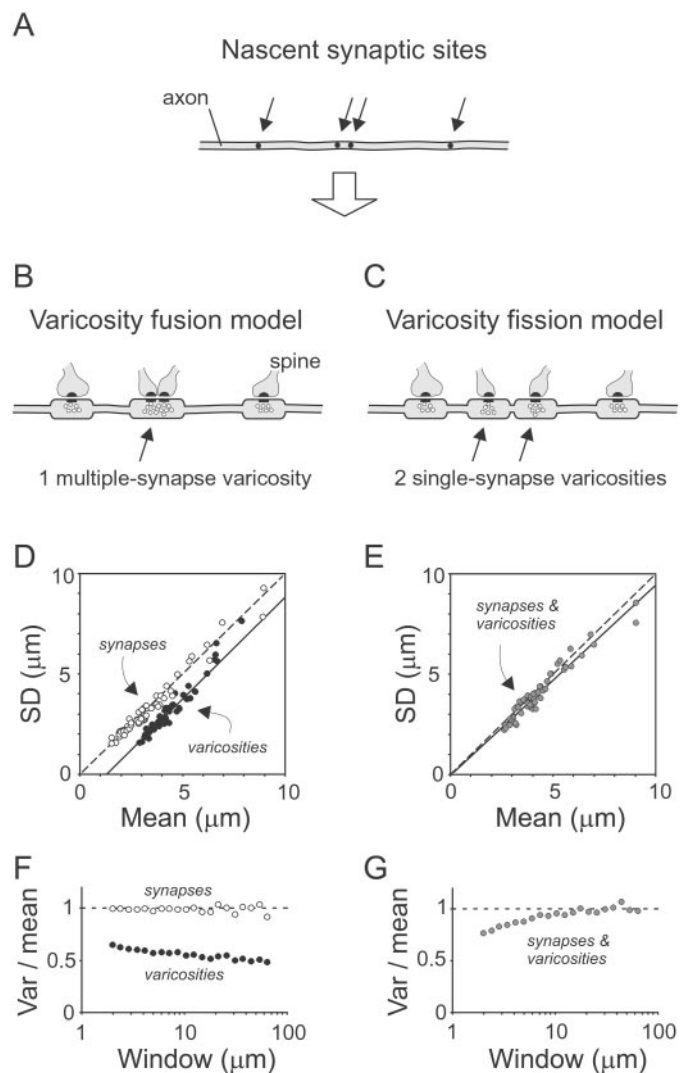 A
Nascent synaptic sites
axon
B
Varicosity fusion model
spine
1 multiple-synapse varicosity
C
Varicosity fission model
2 single-synapse varicosities
D
10
5
0
SD (μm)
synapses
varicosities
0
5
10
Mean (μm)
E
10
5
0
SD (μm)
synapses &
varicosities
0
5
10
Mean (μm)
F
1
0.5
0
Var / mean
synapses
varicosities
1
10
100
Window (μm)
G
1
0.5
0
Var / mean
synapses &
varicosities
1
10
100
Window (μm)